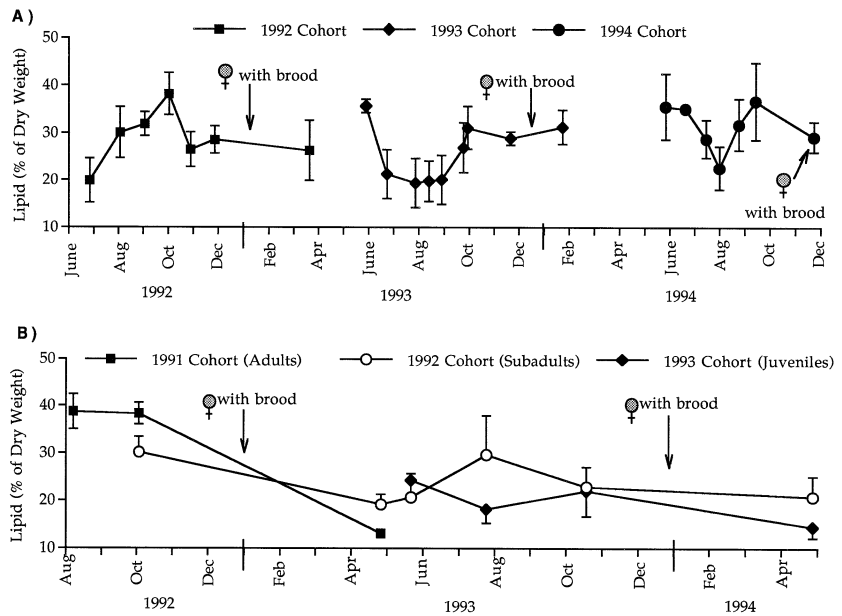 A)
1992 Cohort 1993 Cohort 1994 Cohort
50
40
30
20
10
Lipid (% of Dry Weight)
with brood
with brood
with brood
June Aug Oct Dec Feb Apr June Aug Oct Dec Feb Apr June Aug Oct Dec
1992 1993 1994
B)
1991 Cohort (Adults) 1992 Cohort (Subadults) 1993 Cohort (Juveniles)
50
40
30
20
10
Lipid (% of Dry Weight)
with brood
with brood
Aug Oct Dec Feb Apr Jun Aug Oct Dec Feb Apr
1992 1993 1994